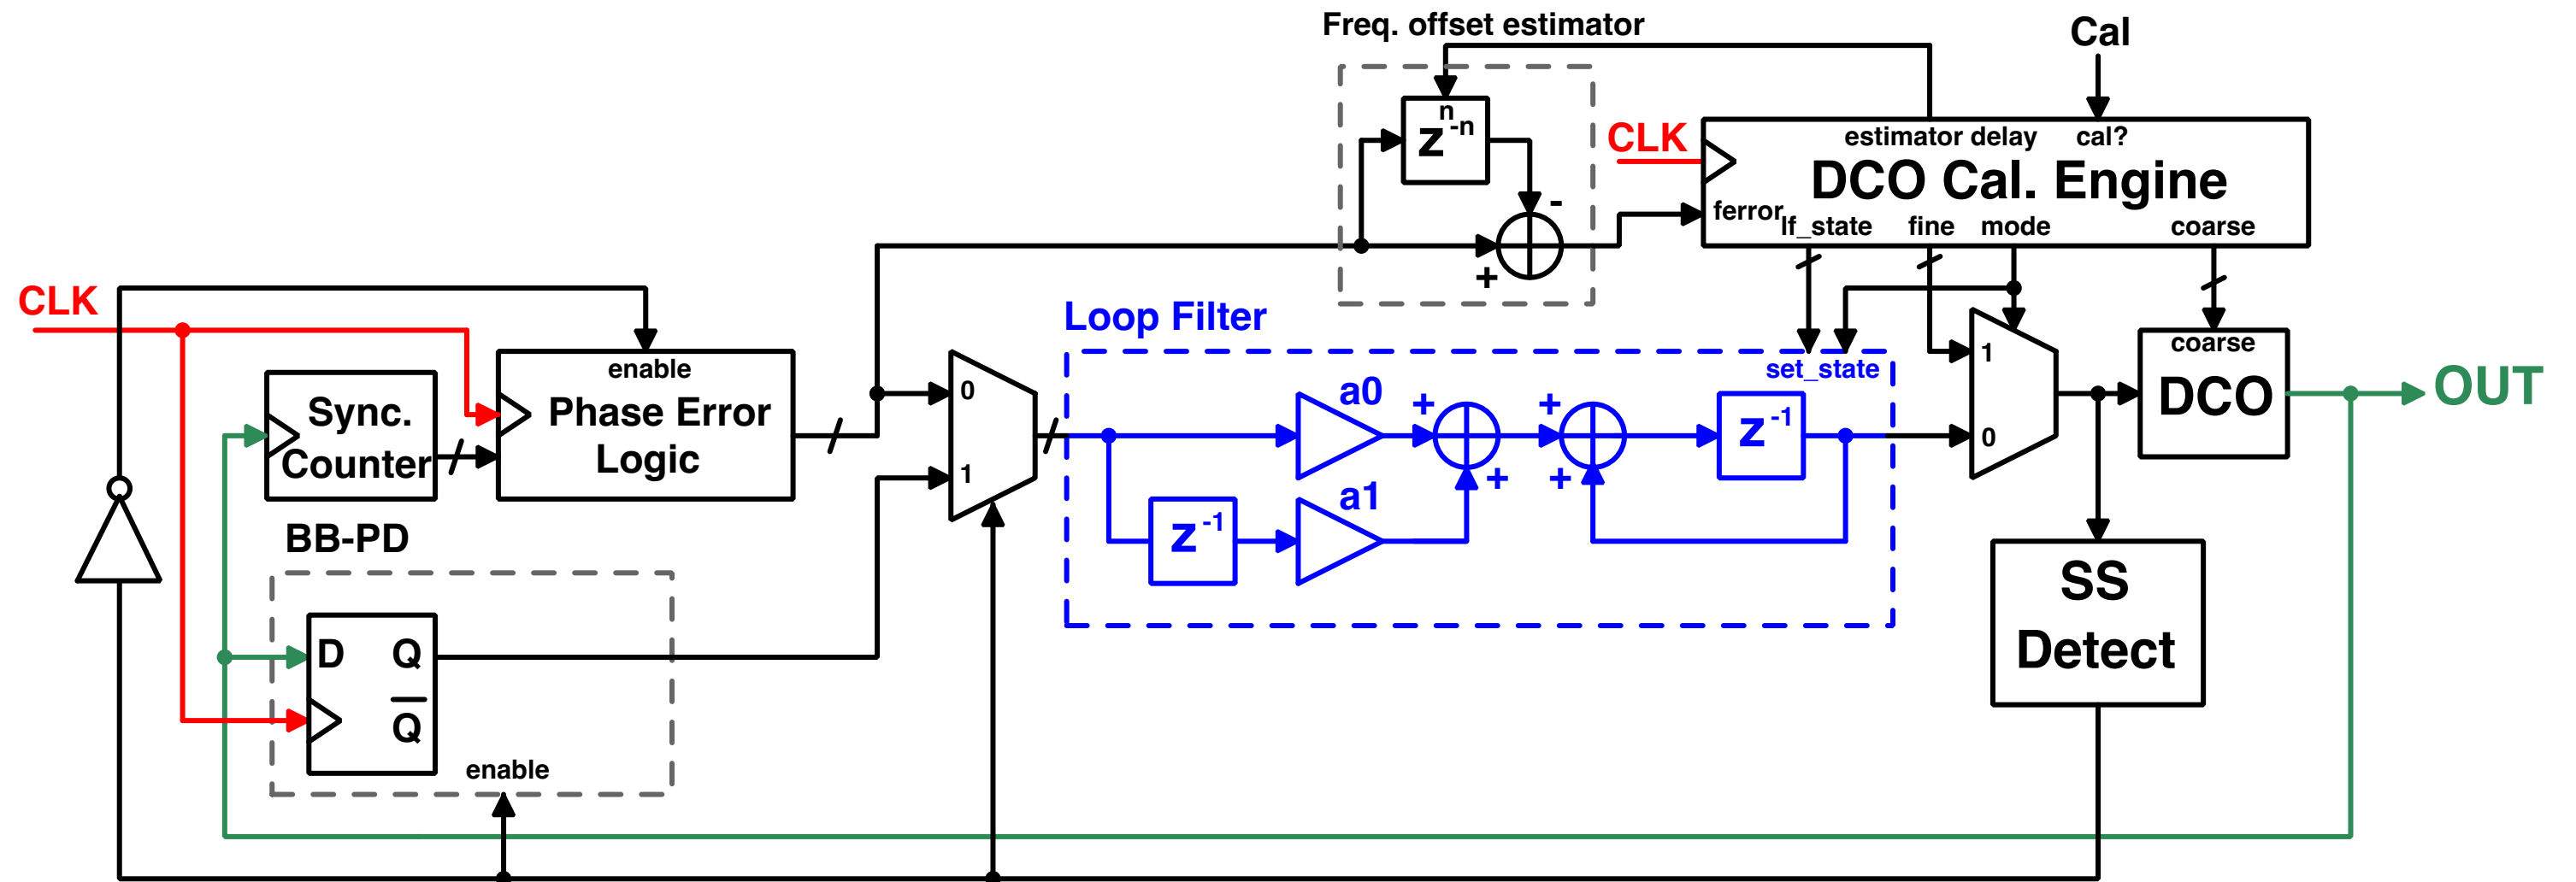 Freq. offset estimator
Cal
n
z-n
CLK
estimator delay
cal?
DCO Cal. Engine
ferror
lf_state
fine
mode
coarse
-
+
CLK
enable
Sync.
Counter
Phase Error
Logic
0
1
Loop Filter
set_state
a0
+
+
z-1
+
+
a1
z-1
1
0
coarse
DCO
OUT
BB-PD
D
Q
Q
enable
SS
Detect